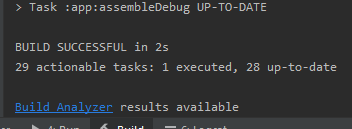 > Task :app:assembleDebug UP-TO-DATE
BUILD SUCCESSFUL in 2s
29 actionable tasks: 1 executed, 28 up-to-date
Build Analyzer results available